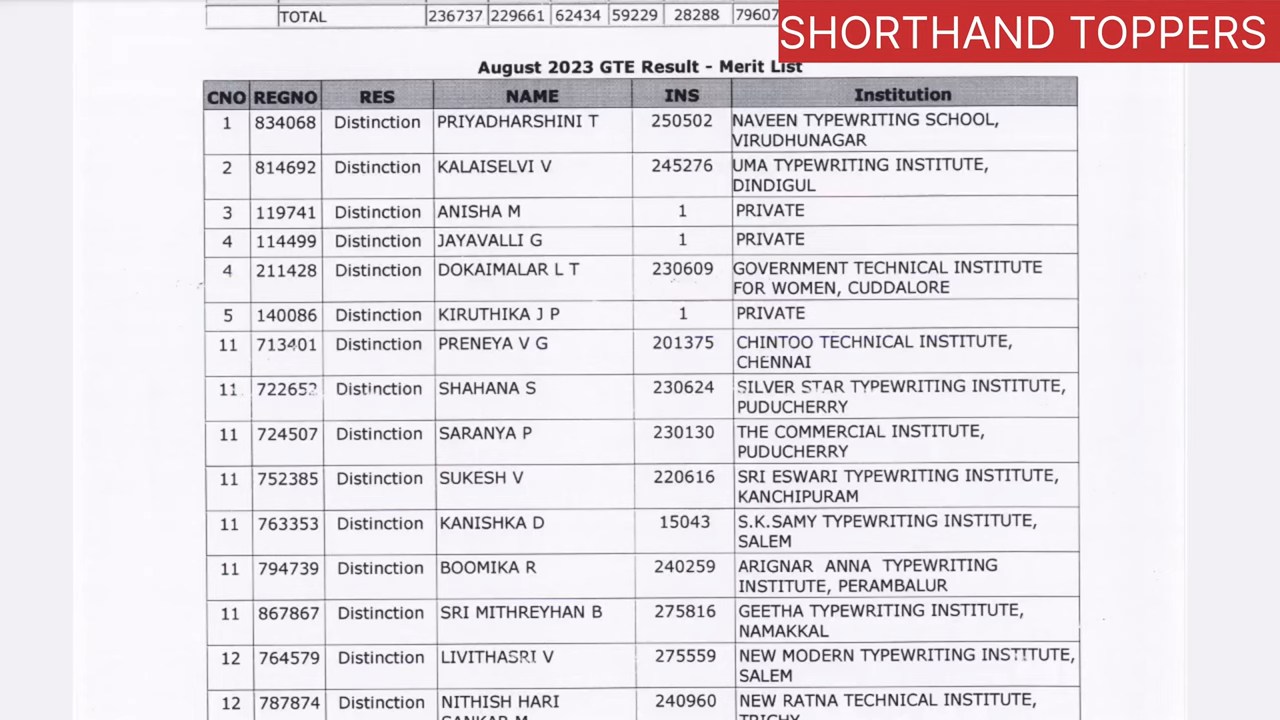 TOTAL 236737 229661 62434 59229 28288 79607
SHORTHAND TOPPERS
August 2023 GTE Result - Merit List
CNO REGNO RES NAME INS Institution
1 834068 Distinction PRIYADHARSHINI T 250502 NAVEEN TYPEWRITING SCHOOL,
VIRUDHUNAGAR
2 814692 Distinction KALAISELVI V 245276 UMA TYPEWRITING INSTITUTE,
DINDIGUL
3 119741 Distinction ANISHA M 1 PRIVATE
4 114499 Distinction JAYAVALLI G 1 PRIVATE
4 211428 Distinction DOKAIMALAR L T 230609 GOVERNMENT TECHNICAL INSTITUTE
FOR WOMEN, CUDDALORE
5 140086 Distinction KIRUTHIKA J P 1 PRIVATE
11 713401 Distinction PRENEYA V G 201375 CHINTOO TECHNICAL INSTITUTE,
CHENNAI
11 722652 Distinction SHAHANA S 230624 SILVER STAR TYPEWRITING INSTITUTE,
PUDUCHERRY
11 724507 Distinction SARANYA P 230130 THE COMMERCIAL INSTITUTE,
PUDUCHERRY
11 752385 Distinction SUKESH V 220616 SRI ESWARI TYPEWRITING INSTITUTE,
KANCHIPURAM
11 763353 Distinction KANISHKA D 15043 S.K.SAMY TYPEWRITING INSTITUTE,
SALEM
11 794739 Distinction BOOMIKA R 240259 ARIGNAR ANNA TYPEWRITING
INSTITUTE, PERAMBALUR
11 867867 Distinction SRI MITHREYHAN B 275816 GEETHA TYPEWRITING INSTITUTE,
NAMAKKAL
12 764579 Distinction LIVITHASRI V 275559 NEW MODERN TYPEWRITING INSTITUTE,
SALEM
12 787874 Distinction NITHISH HARI 240960 NEW RATNA TECHNICAL INSTITUTE,